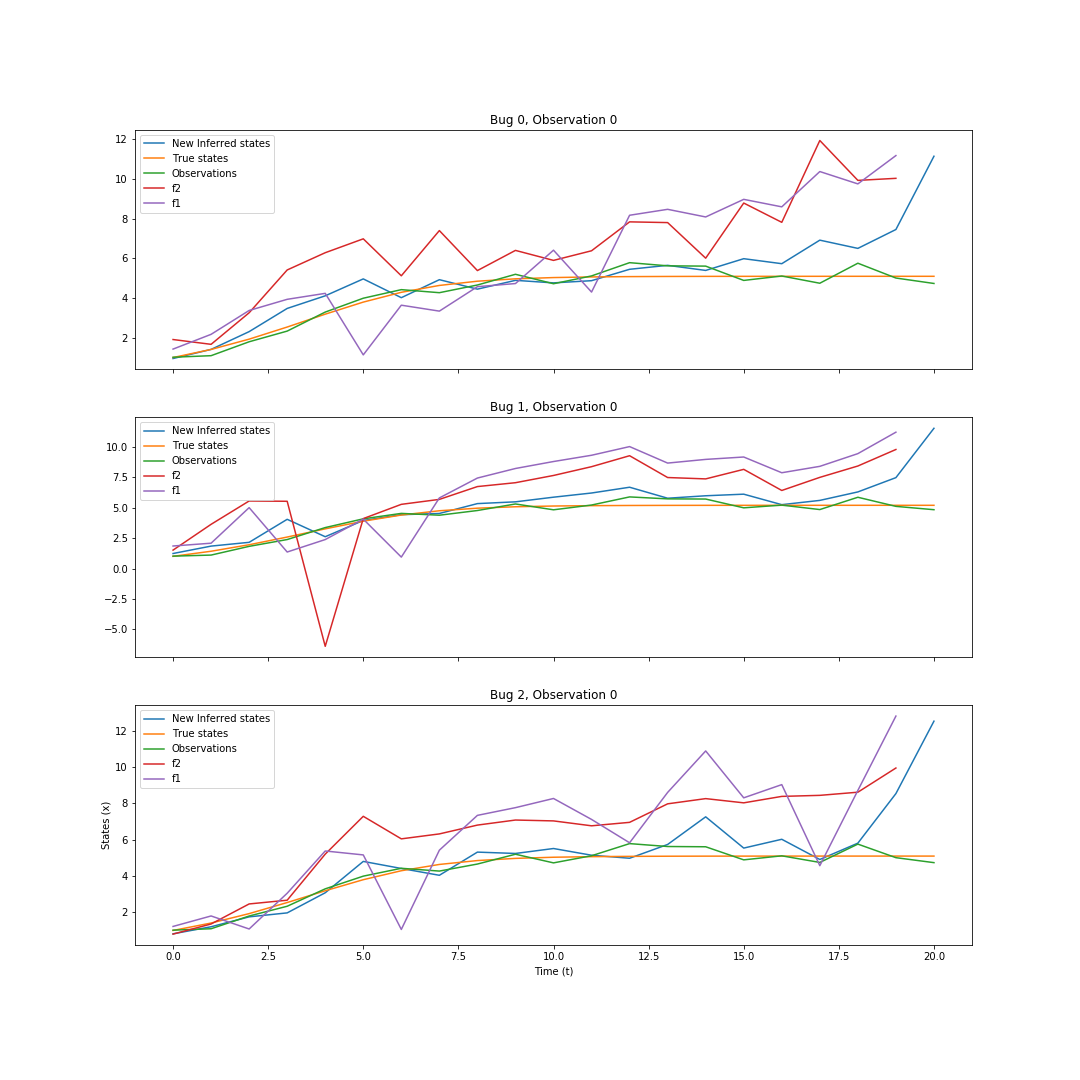 Bug 0, Observation 0
12
10
8
6
4
2
New Inferred states
True states
Observations
f2
f1
Bug 1, Observation 0
10.0
7.5
5.0
2.5
0.0
−2.5
−5.0
New Inferred states
True states
Observations
f2
f1
Bug 2, Observation 0
12
10
8
6
4
2
States (x)
New Inferred states
True states
Observations
f2
f1
0.0 2.5 5.0 7.5 10.0 12.5 15.0 17.5 20.0
Time (t)